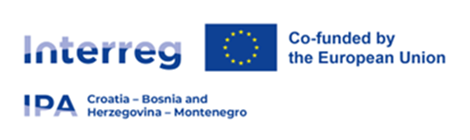 Interreg
Co-funded by
the European Union
IPA
Croatia – Bosnia and
Herzegovina – Montenegro